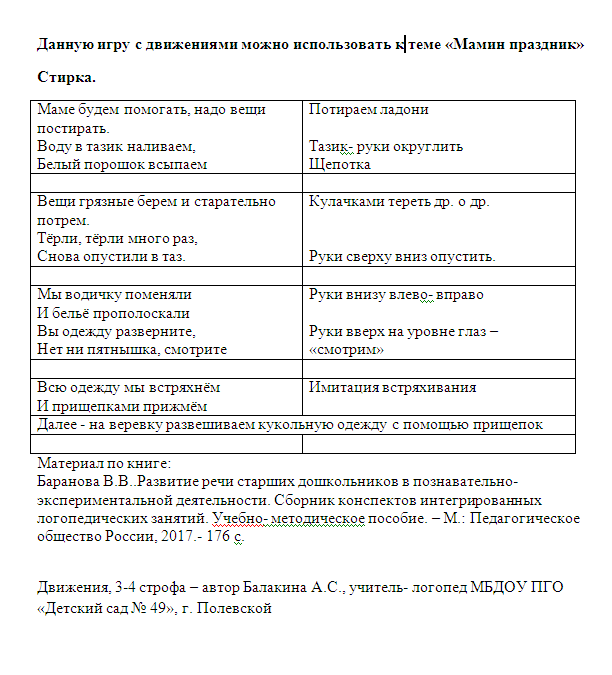 Данную игру с движениями можно использовать к теме «Мамин праздник»
Стирка.
Маме будем помогать, надо вещи
постирать.
Воду в тазик наливаем,
Белый порошок всыпаем
Потираем ладони
Тазик- руки округлить
Щепотка
Вещи грязные берем и старательно
потрем.
Тёрли, тёрли много раз,
Снова опустили в таз.
Кулачками тереть др. о др.
Руки сверху вниз опустить.
Мы водичку поменяли
И бельё прополоскали
Вы одежду разверните,
Нет ни пятнышка, смотрите
Руки внизу влево- вправо
Руки вверх на уровне глаз –
«смотрим»
Всю одежду мы встряхнём
И прищепками прижмём
Имитация встряхивания
Далее - на веревку развешиваем кукольную одежду с помощью прищепок
Материал по книге:
Баранова В.В..Развитие речи старших дошкольников в познавательно-
экспериментальной деятельности. Сборник конспектов интегрированных
логопедических занятий. Учебно- методическое пособие. – М.: Педагогическое
общество России, 2017.- 176 с.
Движения, 3-4 строфа – автор Балакина А.С., учитель- логопед МБДОУ ПГО
«Детский сад № 49», г. Полевской